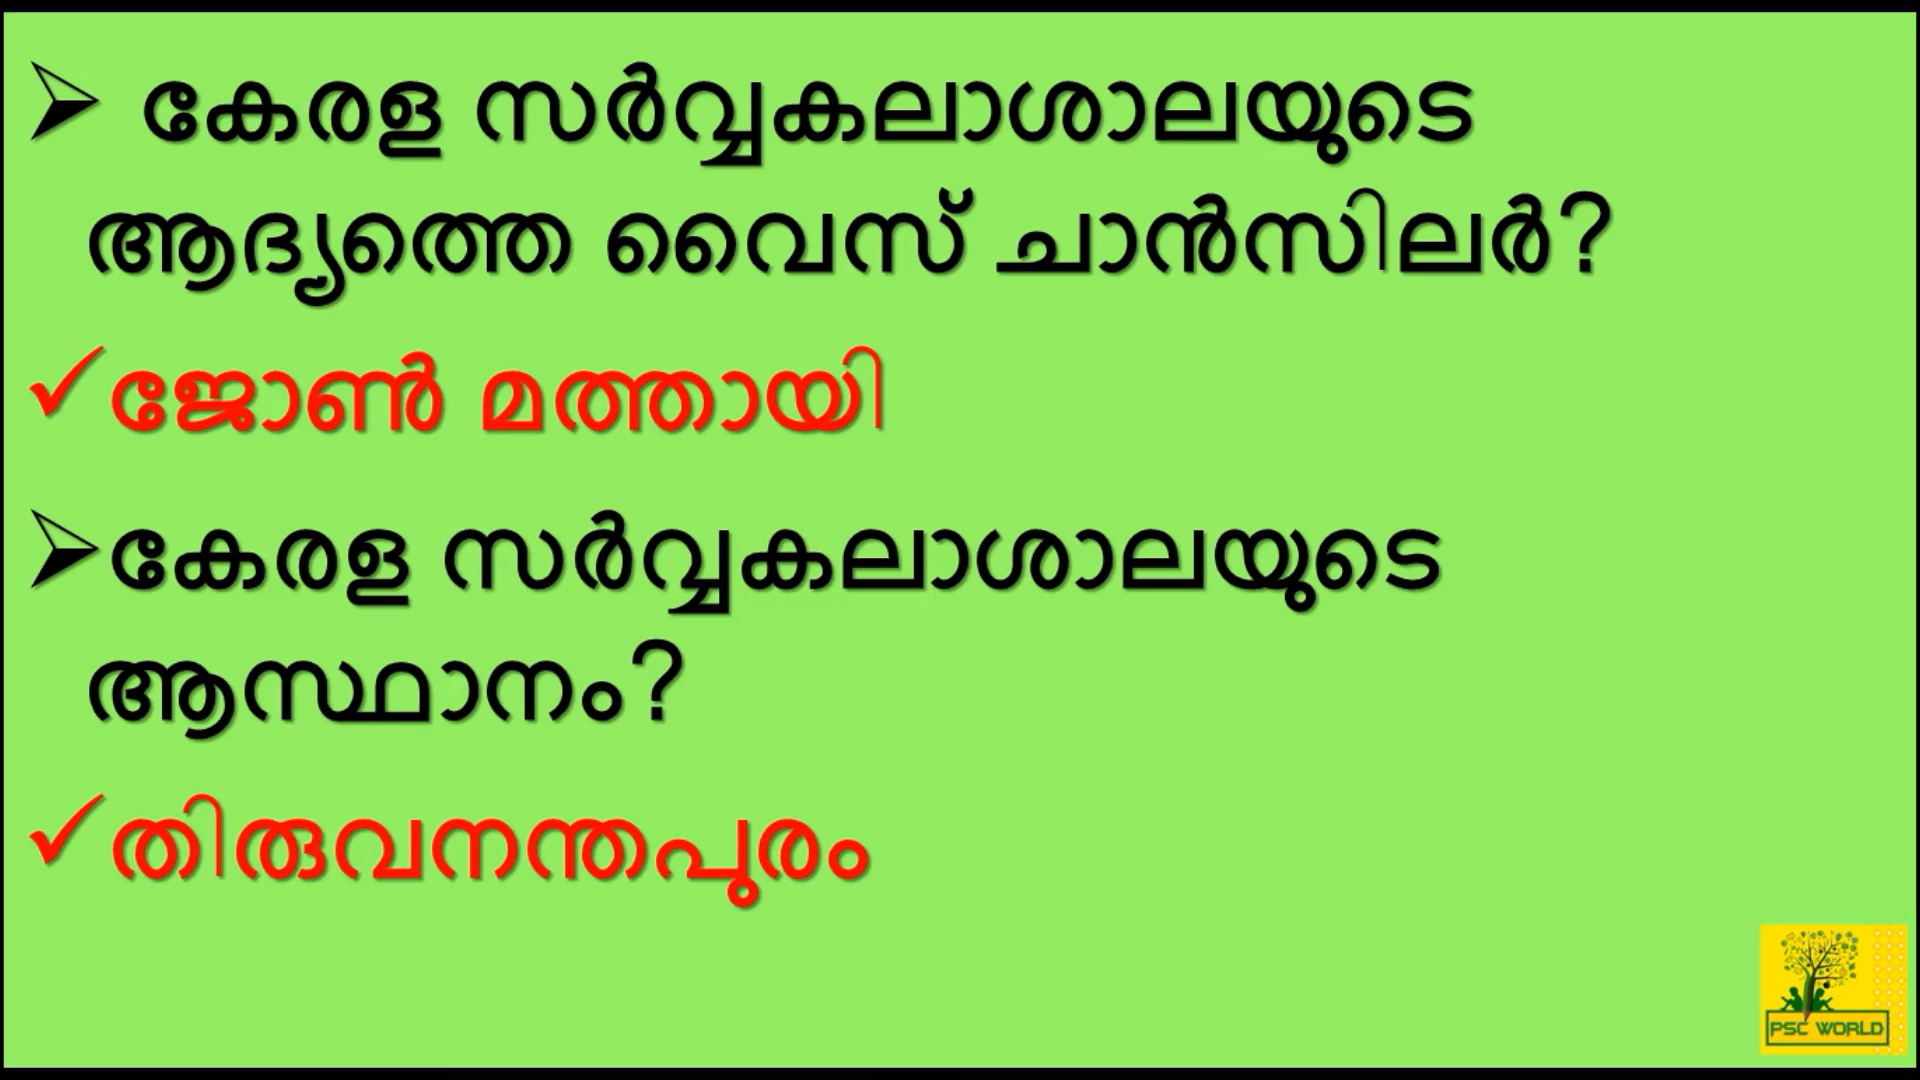 ➢ കേരള സർവ്വകലാശാലയുടെ
ആദ്യത്തെ വൈസ് ചാൻസിലർ?
✓ജോൺ മത്തായി
➢കേരള സർവ്വകലാശാലയുടെ
ആസ്ഥാനം?
✓തിരുവനന്തപുരം
PSC WORLD